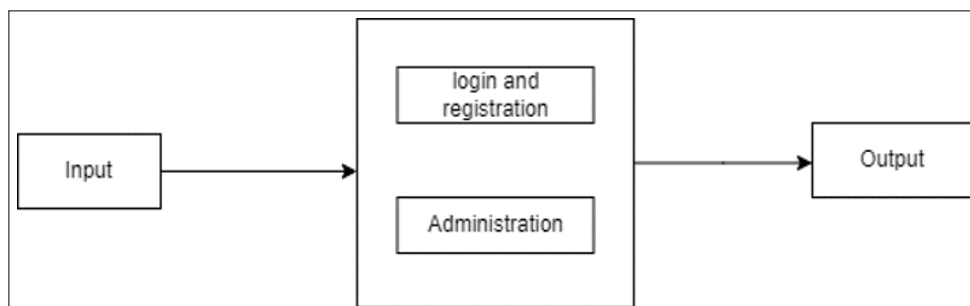 Input
login and
registration
Administration
Output